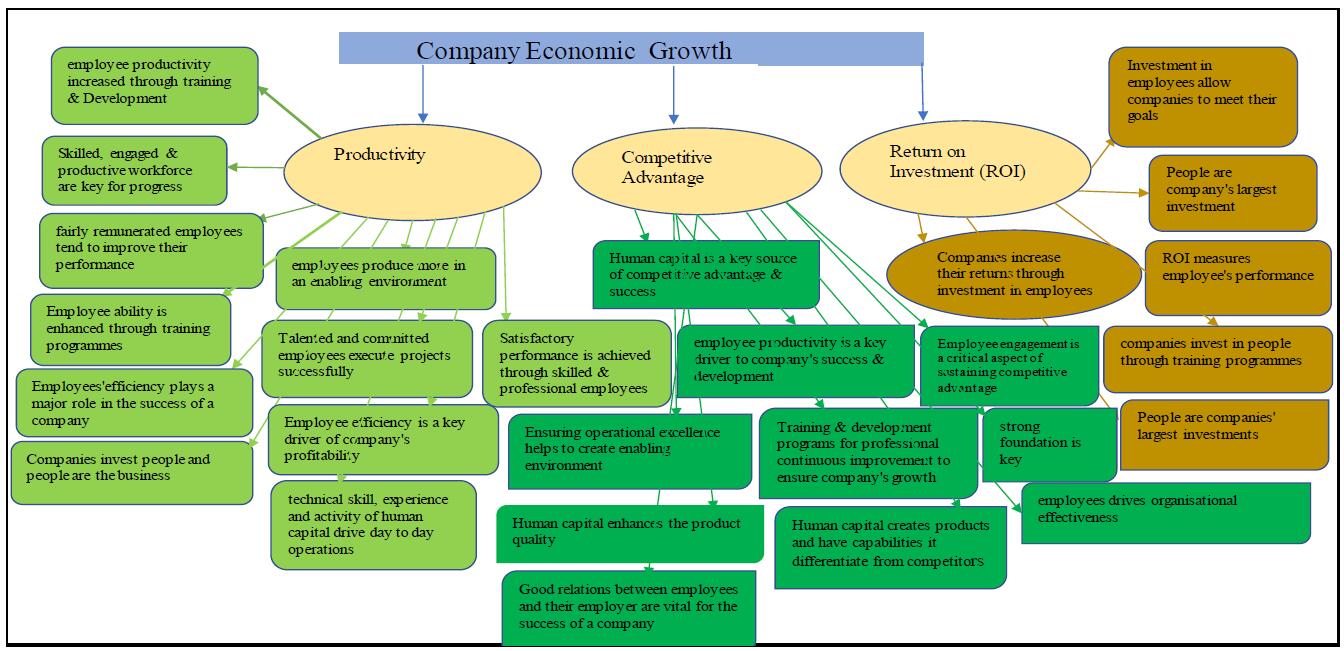 Company Economic Growth
employee productivity
increased through training
& Development
Skilled, engaged &
productive workforce
are key for progress
fairly remunerated employees
tend to improve their
performance
Employee ability is
enhanced through training
programmes
Employees'efficiency plays a
major role in the success of a
company
Companies invest people and
people are the business
Productivity
employees produce more in
an enabling environment
Talented and committed
employees execute projects
successfully
Employee efficiency is a key
driver of company's
profitability
technical skill, experience
and activity of human
capital drive day to day
operations
Satisfactory
performance is achieved
through skilled &
professional employees
Competitive
Advantage
Human capital is a key source
of competitive advantage &
success
employee productivity is a key
driver to company's success &
development
Employee engagement is
a critical aspect of
sustaining competitive
advantage
Ensuring operational excellence
helps to create enabling
environment
Training & development
programs for professional
continuous improvement to
ensure company's growth
strong
foundation is
key
Human capital enhances the product
quality
Human capital creates products
and have capabilities it
differentiate from competitors
employees drives organisational
effectiveness
Good relations between employees
and their employer are vital for the
success of a company
Return on
Investment (ROI)
Investment in
employees allow
companies to meet their
goals
People are
company's largest
investment
Companies increase
their returns through
investment in employees
ROI measures
employee's performance
companies invest in people
through training programmes
People are companies'
largest investments